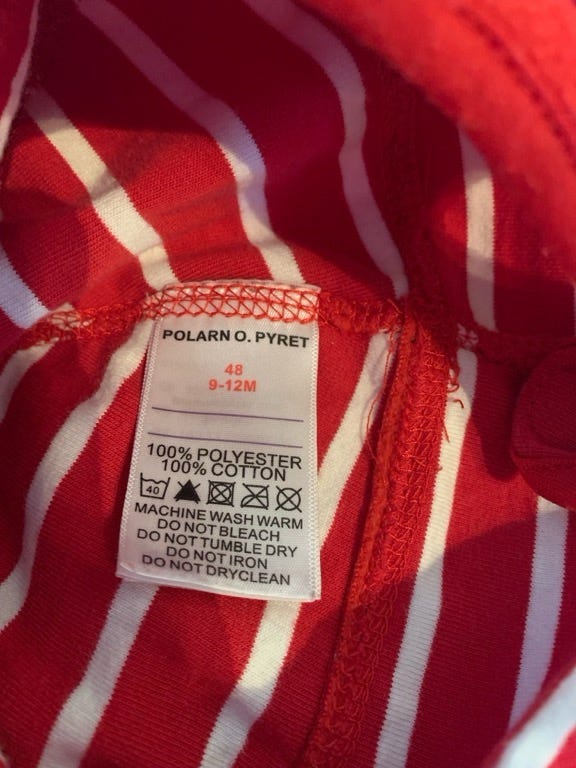 POLARN O. PYRET
48
9-12M
100% POLYESTER
100% COTTON
40
MACHINE WASH WARM
DO NOT BLEACH
DO NOT TUMBLE DRY
DO NOT IRON
DO NOT DRYCLEAN